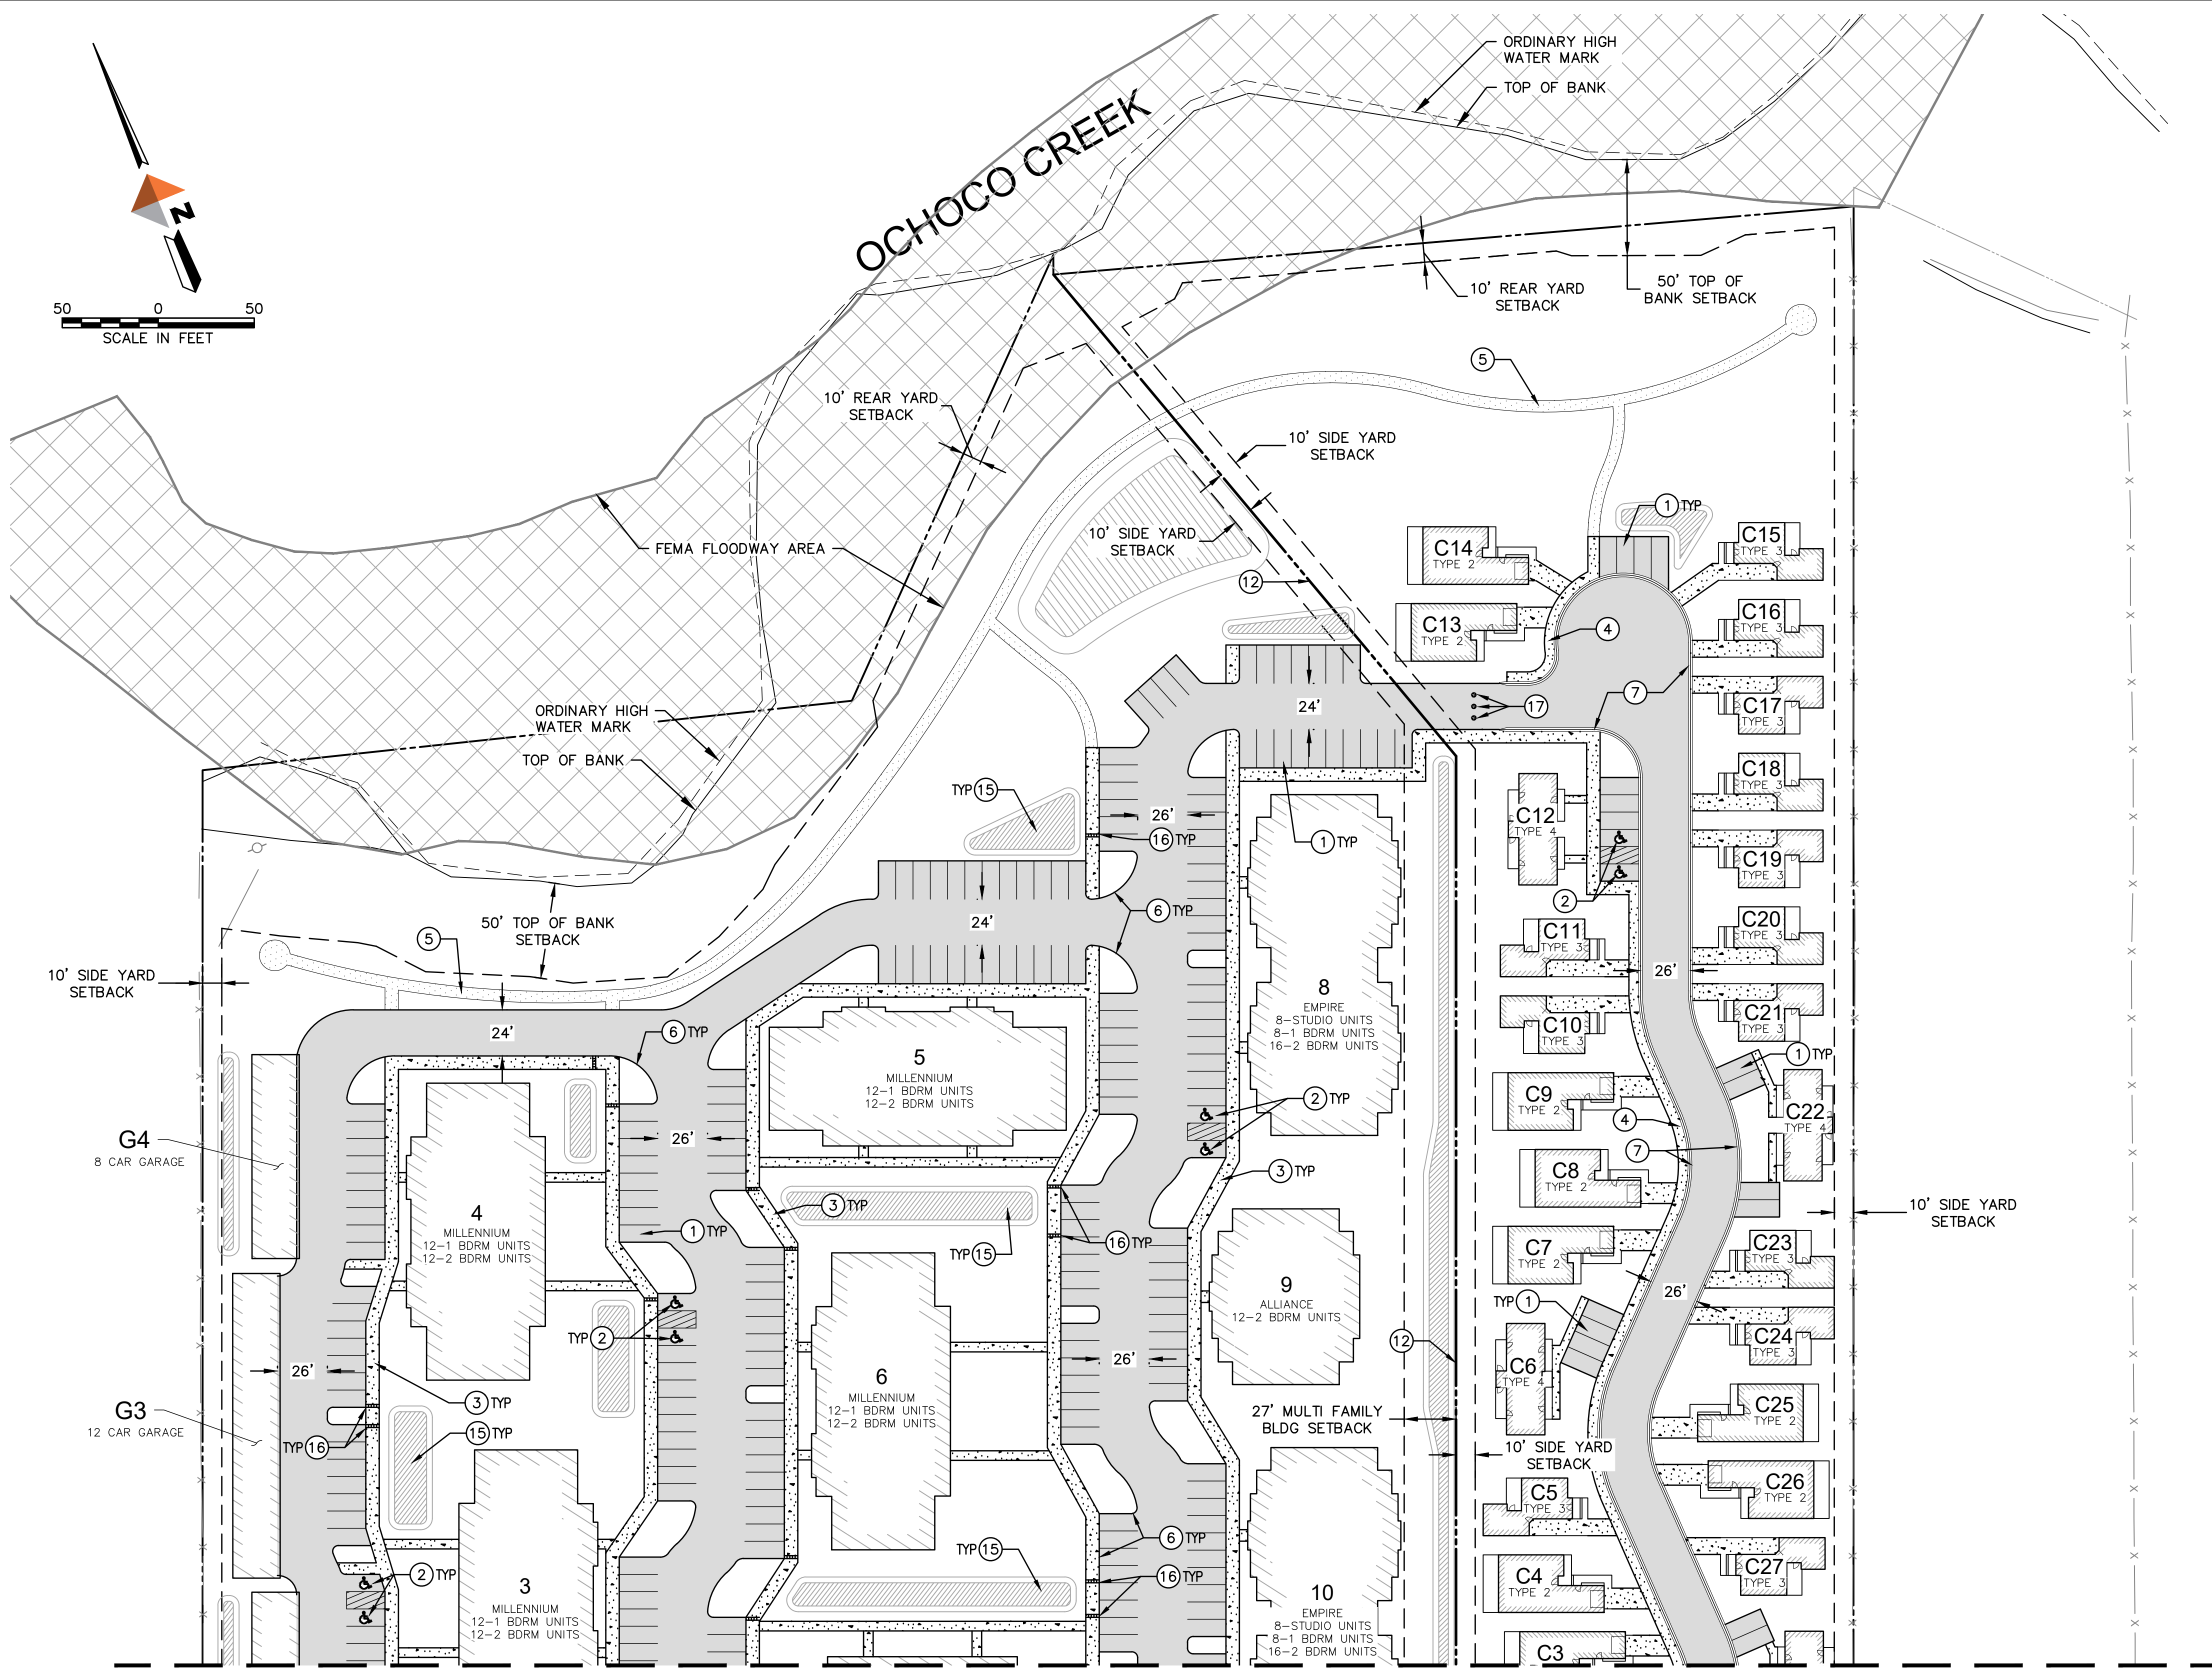 ORDINARY HIGH
WATER MARK
TOP OF BANK
OCHOCO CREEK
N
50 0 50
SCALE IN FEET
10' REAR YARD
SETBACK
50' TOP OF
BANK SETBACK
5
10' REAR YARD
SETBACK
10' SIDE YARD
SETBACK
10' SIDE YARD
SETBACK
FEMA FLOODWAY AREA
12
1 TYP
C14
TYPE 2
C15
TYPE 3
C13
TYPE 2
4
C16
TYPE 3
7
17
C17
TYPE 3
24'
ORDINARY HIGH
WATER MARK
TOP OF BANK
TYP 15
26'
16 TYP
1 TYP
C12
TYPE 4
C18
TYPE 3
C19
TYPE 3
2
6 TYP
24'
50' TOP OF BANK
SETBACK
5
10' SIDE YARD
SETBACK
C11
TYPE 3
C20
TYPE 3
26'
8
EMPIRE
8-STUDIO UNITS
8-1 BDRM UNITS
16-2 BDRM UNITS
C10
TYPE 3
C21
TYPE 3
24'
6 TYP
5
MILLENNIUM
12-1 BDRM UNITS
12-2 BDRM UNITS
1 TYP
2 TYP
C9
TYPE 2
4
C22
TYPE 4
7
G4
8 CAR GARAGE
26'
3 TYP
C8
TYPE 2
3 TYP
4
MILLENNIUM
12-1 BDRM UNITS
12-2 BDRM UNITS
1 TYP
16 TYP
TYP 15
10' SIDE YARD
SETBACK
C7
TYPE 2
C23
TYPE 3
9
ALLIANCE
12-2 BDRM UNITS
26'
TYP 1
TYP 2
12
C24
TYPE 3
26'
26'
6
MILLENNIUM
12-1 BDRM UNITS
12-2 BDRM UNITS
C6
TYPE 4
3 TYP
G3
12 CAR GARAGE
15 TYP
TYP 16
27' MULTI FAMILY
BLDG SETBACK
C25
TYPE 2
10' SIDE YARD
SETBACK
C26
TYPE 2
C5
TYPE 3
6 TYP
TYP 15
16 TYP
2 TYP
C4
TYPE 2
C27
TYPE 3
3
MILLENNIUM
12-1 BDRM UNITS
12-2 BDRM UNITS
10
EMPIRE
8-STUDIO UNITS
8-1 BDRM UNITS
16-2 BDRM UNITS
C3